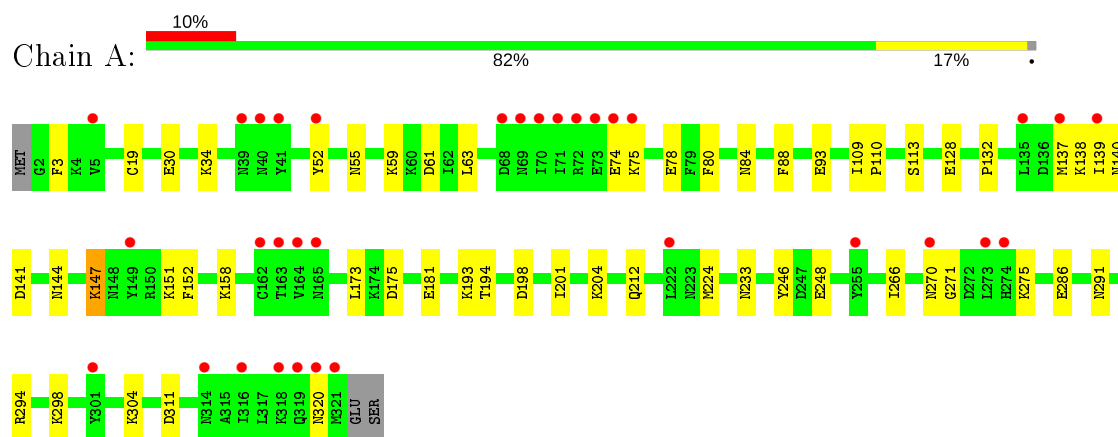 10%
Chain A:
82% 17% •
MET G2 F3 K4 V5 C19 E30 K34 N39 N40 Y41 Y52 N55 K59 K60 D61 I62 L63 D68 N69 I70 I71 R72 E73 E74 K75 E78 F79 F80 N84 F88 E93 I109 P110 S113 E128 P132 L135 D136 M137 K138 I139 N140
D141 N144 K147 N148 Y149 R150 K151 F152 K158 C162 T163 V164 N165 L173 K174 D175 E181 K193 T194 D198 I201 K204 Q212 L222 N223 M224 N233 Y246 D247 E248 Y255 I266 N270 G271 D272 L273 H274 K275 E286 N291
R294 K298 Y301 K304 D311 N314 A315 I316 L317 K318 Q319 N320 M321 GLU SER